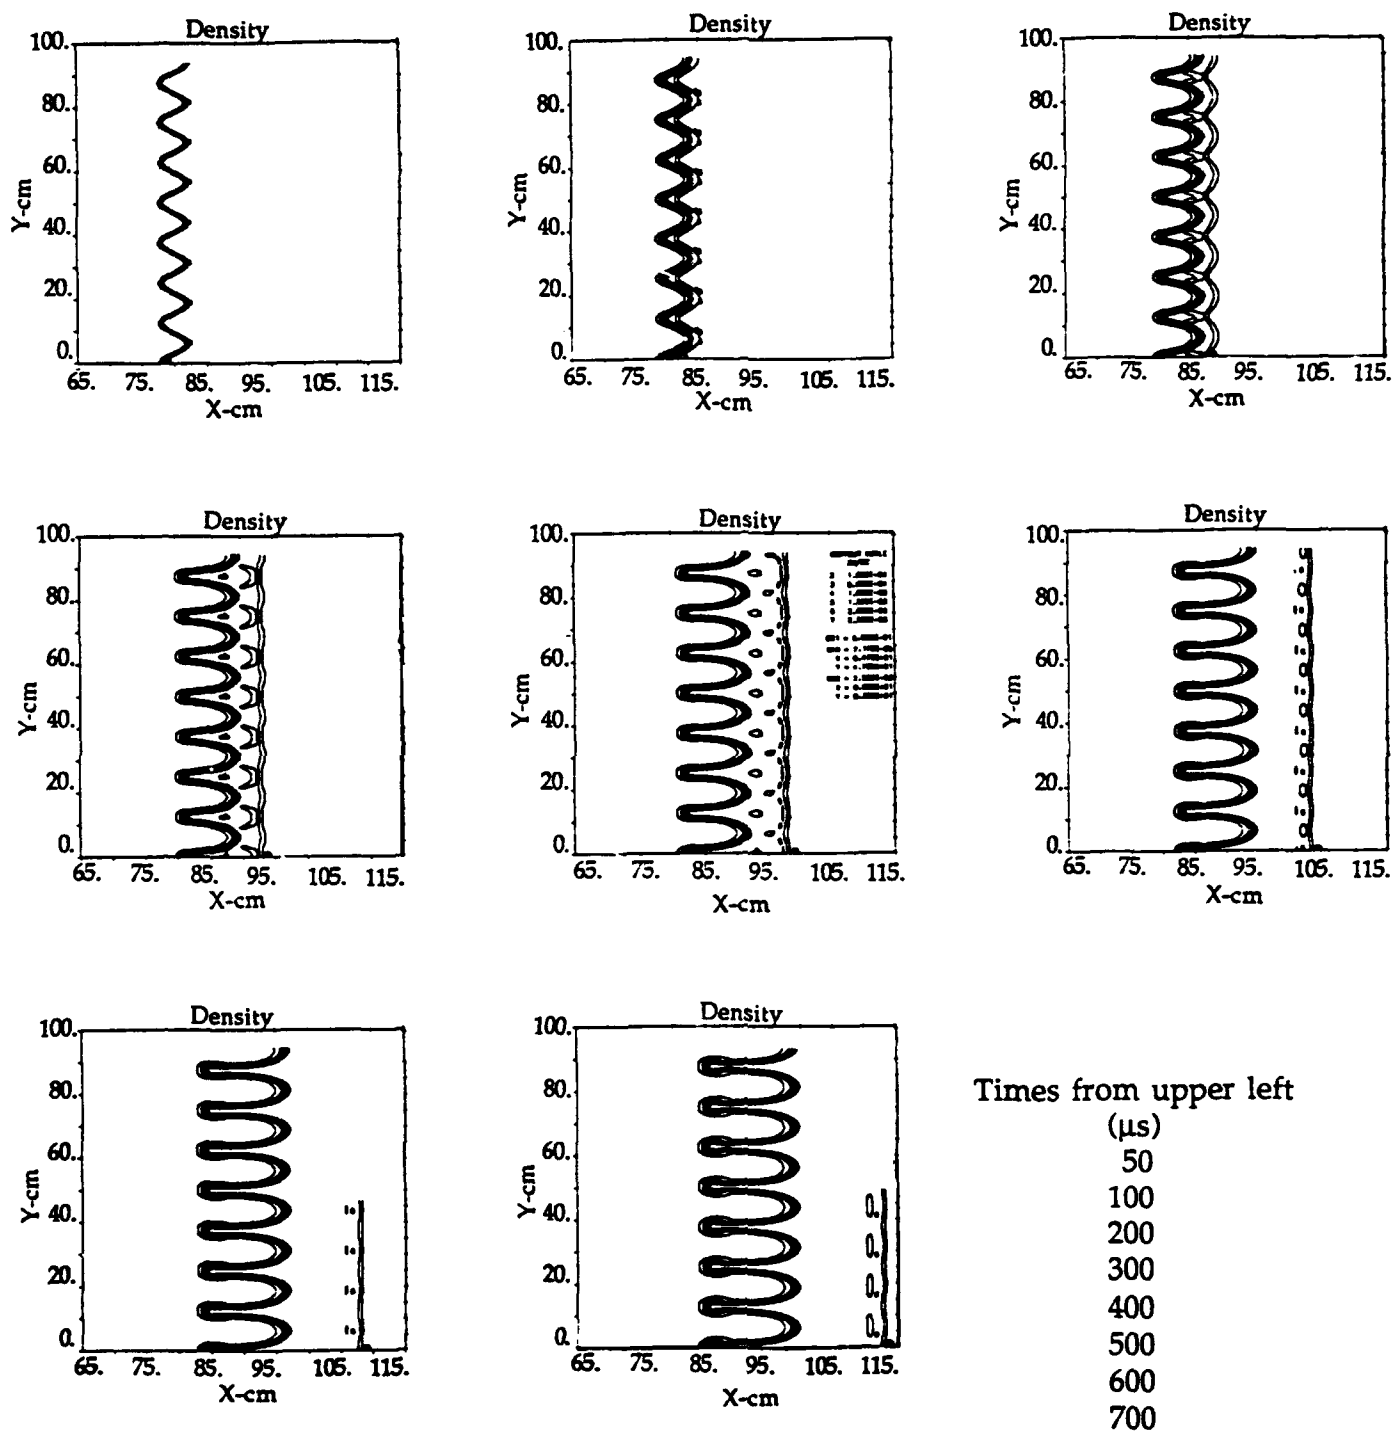 Density
100.
80.
60.
40.
20.
0.
Y-cm
65. 75. 85. 95. 105. 115.
X-cm
Density
100.
80.
60.
40.
20.
0.
Y-cm
65. 75. 85. 95. 105. 115.
X-cm
Density
100.
80.
60.
40.
20.
0.
Y-cm
65. 75. 85. 95. 105. 115.
X-cm
Density
100.
80.
60.
40.
20.
0.
Y-cm
65. 75. 85. 95. 105. 115.
X-cm
Density
100.
80.
60.
40.
20.
0.
Y-cm
65. 75. 85. 95. 105. 115.
X-cm
Density
100.
80.
60.
40.
20.
0.
Y-cm
65. 75. 85. 95. 105. 115.
X-cm
Density
100.
80.
60.
40.
20.
0.
Y-cm
65. 75. 85. 95. 105. 115.
X-cm
Density
100.
80.
60.
40.
20.
0.
Y-cm
65. 75. 85. 95. 105. 115.
X-cm
Times from upper left
(μs)
50
100
200
300
400
500
600
700